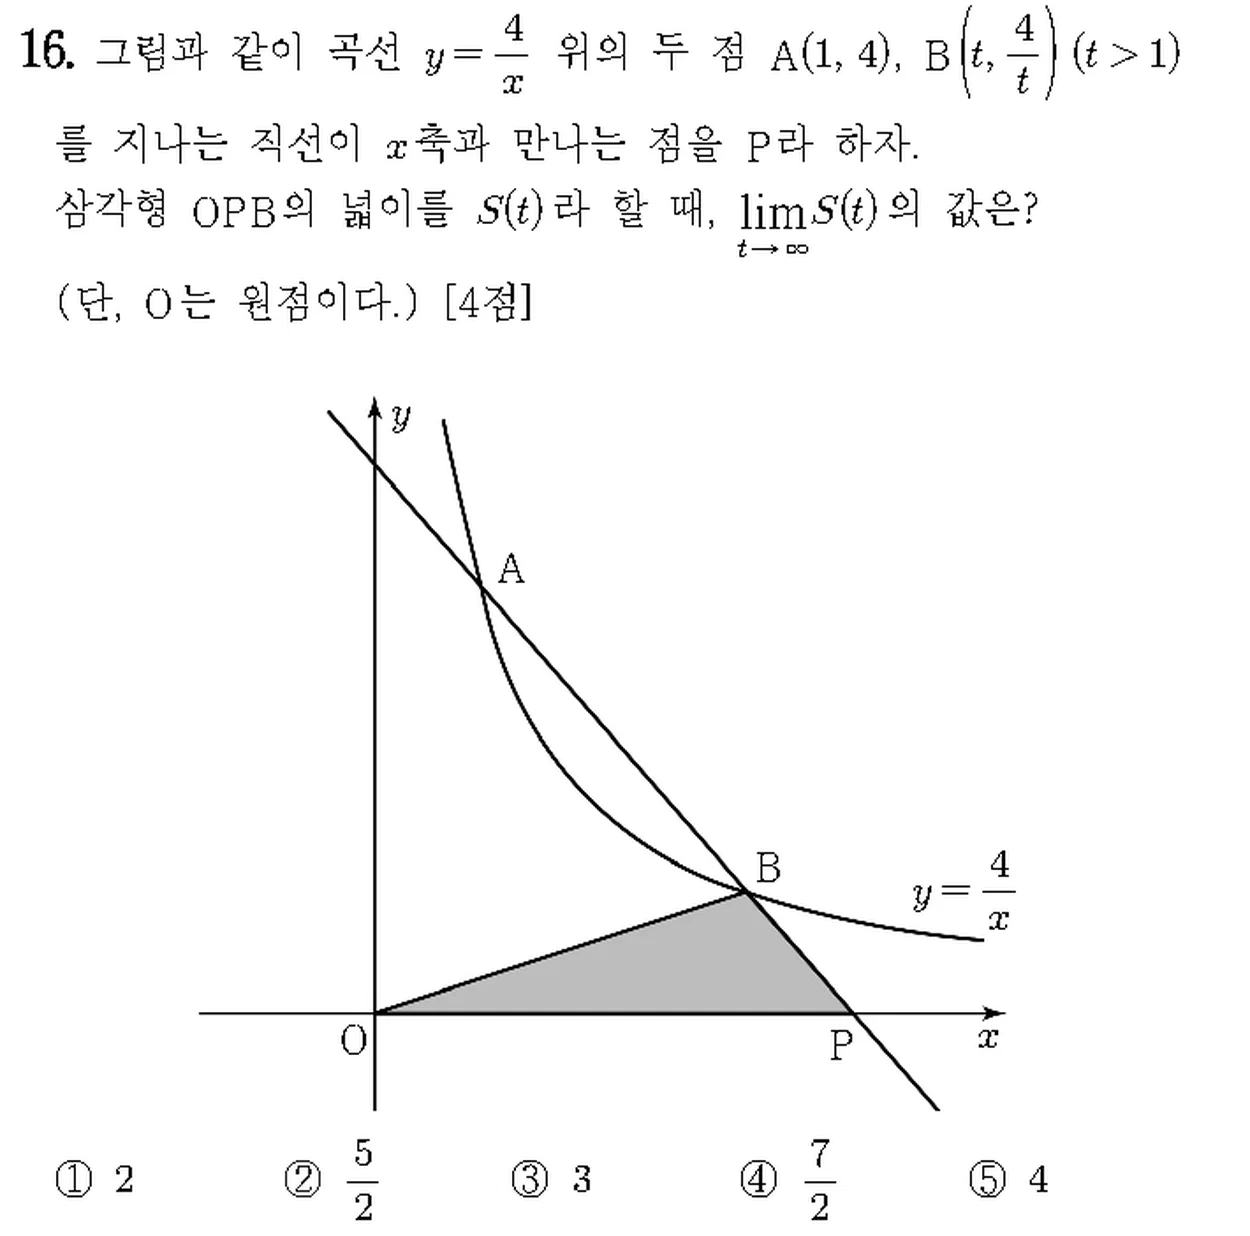 16. 그림과 같이 곡선 y = 4/x 위의 두 점 A(1, 4), B(t, 4/t) (t > 1)
를 지나는 직선이 x축과 만나는 점을 P라 하자.
삼각형 OPB의 넓이를 S(t)라 할 때, lim t→∞ S(t)의 값은?
(단, O는 원점이다.) [4점]
y
A
B
y = 4/x
O
P
x
① 2 ② 5/2 ③ 3 ④ 7/2 ⑤ 4